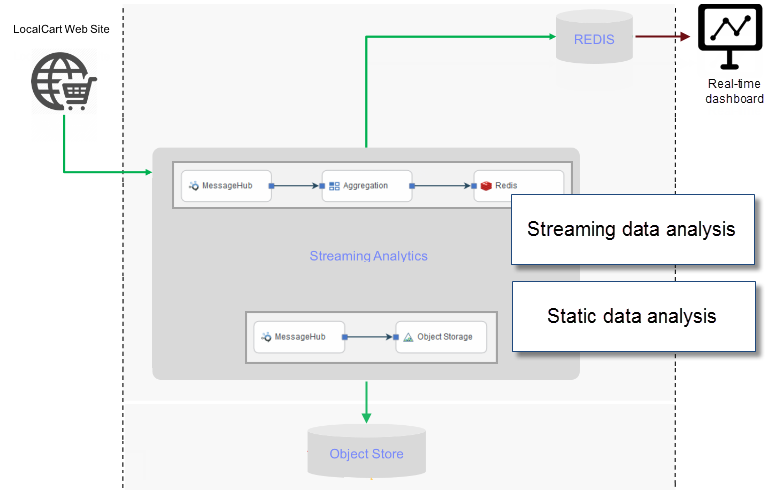 LocalCart Web Site
REDIS
Real-time
dashboard
MessageHub
Aggregation
Redis
Streaming data analysis
Streaming Analytics
Static data analysis
MessageHub
Object Storage
Object Store